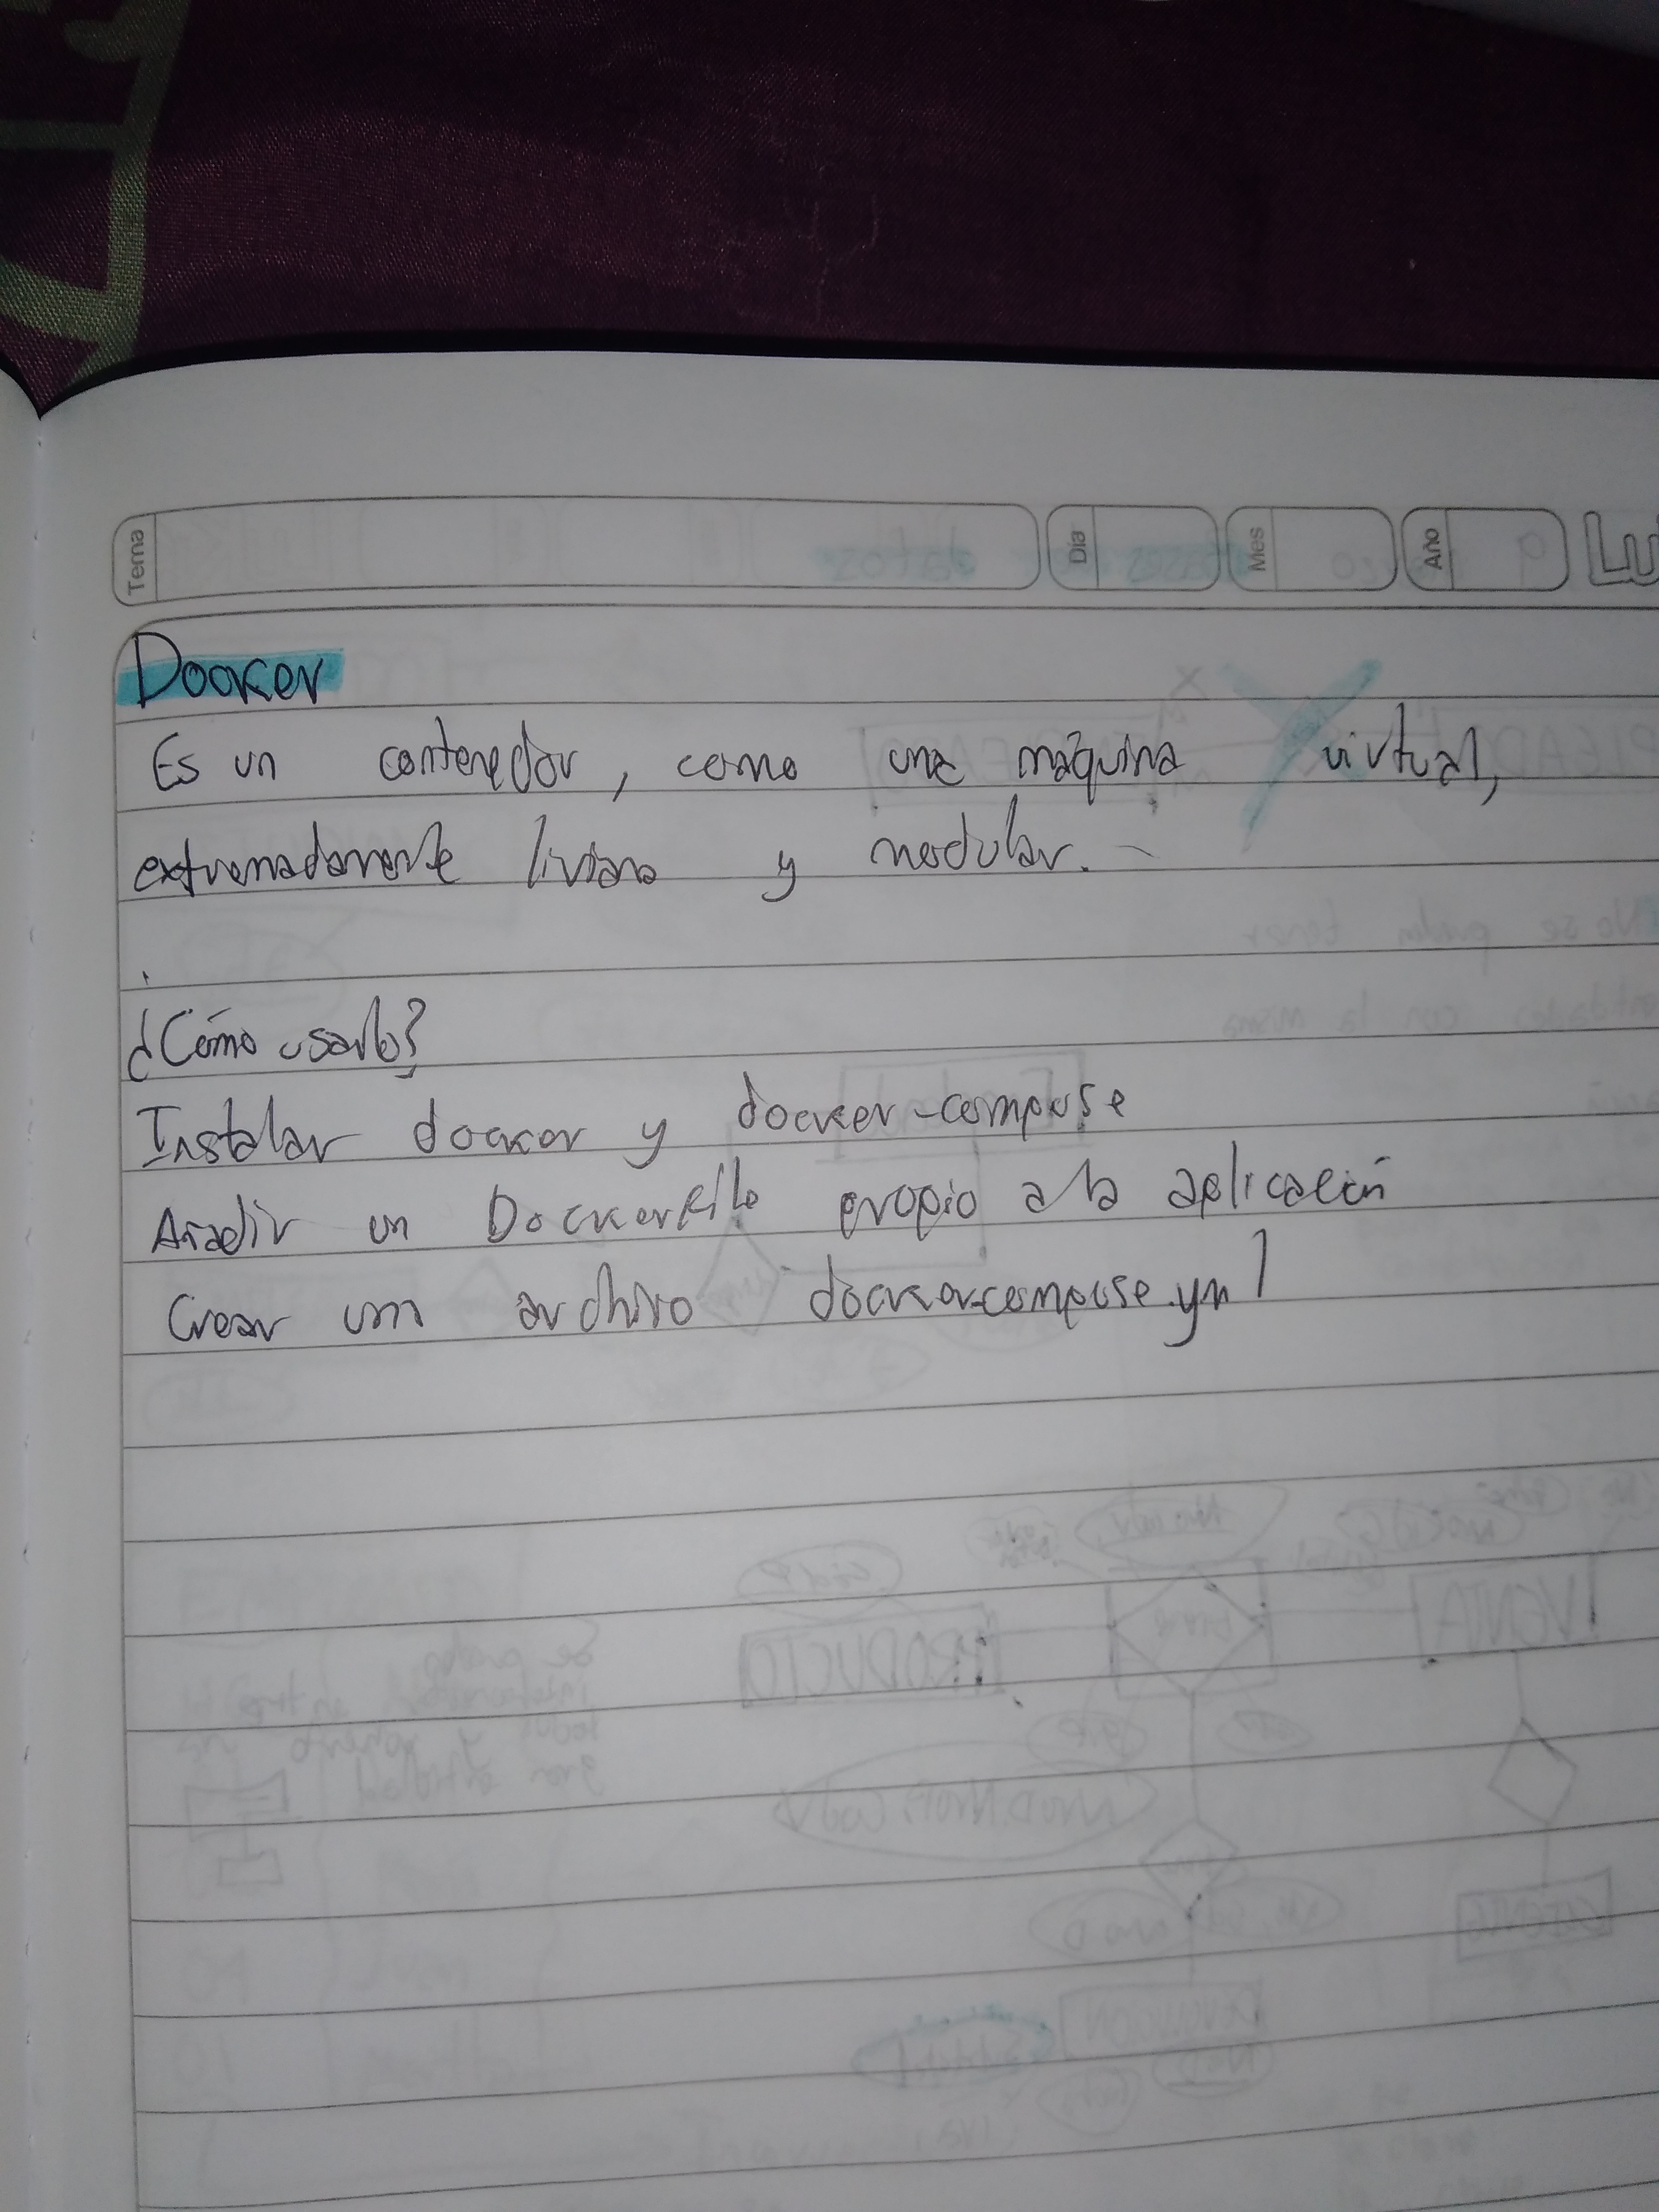 Tema Día Mes Año Lu
Docker
Es un contenedor, como una máquina virtual,
extremadamente liviana y modular.
¿Cómo usarlo?
Instalar docker y docker-compose
Añadir un Dockerfile propio a la aplicación
Crear un archivo docker-compose.yml